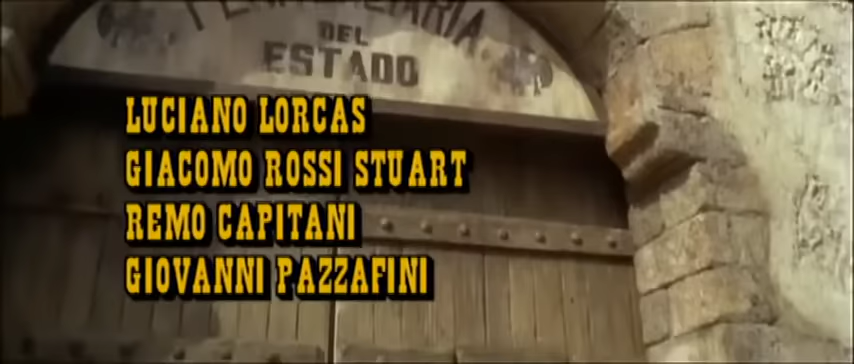 DEL
ESTADO
LUCIANO LORCAS
GIACOMO ROSSI STUART
REMO CAPITANI
GIOVANNI PAZZAFINI